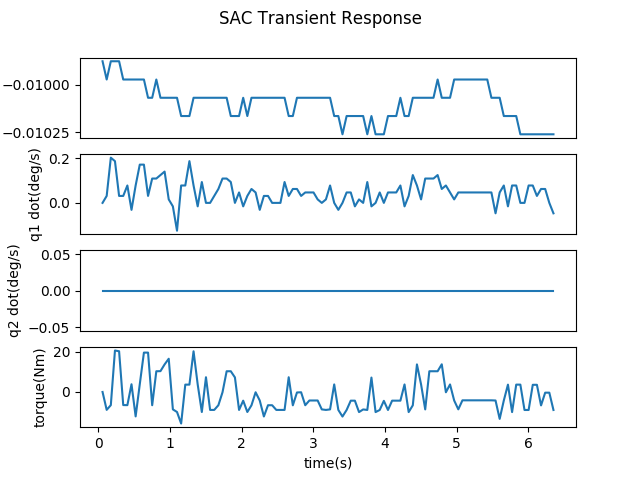 SAC Transient Response
−0.01000
−0.01025
0.2
0.0
q1 dot(deg/s)
0.05
0.00
−0.05
q2 dot(deg/s)
20
0
torque(Nm)
0 1 2 3 4 5 6
time(s)